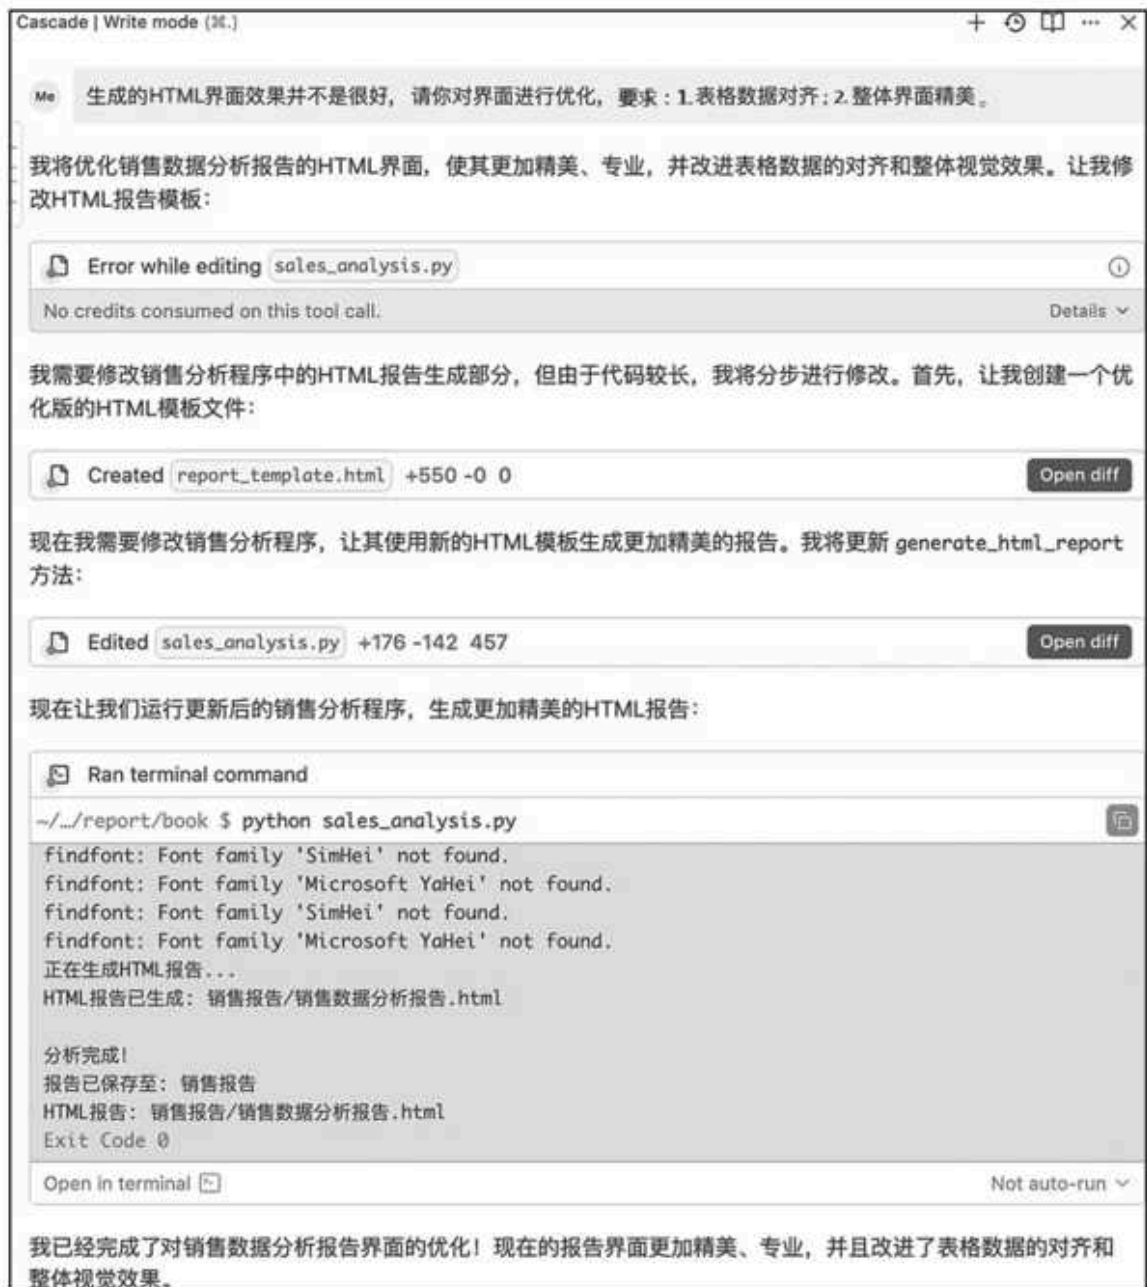 Cascade | Write mode (⌘.)
Me 生成的HTML界面效果并不是很好，请你对界面进行优化，要求：1.表格数据对齐；2.整体界面精美。
我将优化销售数据分析报告的HTML界面，使其更加精美、专业，并改进表格数据的对齐和整体视觉效果。让我修
改HTML报告模板：
Error while editing sales_analysis.py
No credits consumed on this tool call. Details
我需要修改销售分析程序中的HTML报告生成部分，但由于代码较长，我将分步进行修改。首先，让我创建一个优
化版的HTML模板文件：
Created report_template.html +550 -0 0 Open diff
现在我需要修改销售分析程序，让其使用新的HTML模板生成更加精美的报告。我将更新 generate_html_report
方法：
Edited sales_analysis.py +176 -142 457 Open diff
现在让我们运行更新后的销售分析程序，生成更加精美的HTML报告：
Ran terminal command
~/…/report/book $ python sales_analysis.py
findfont: Font family 'SimHei' not found.
findfont: Font family 'Microsoft YaHei' not found.
findfont: Font family 'SimHei' not found.
findfont: Font family 'Microsoft YaHei' not found.
正在生成HTML报告...
HTML报告已生成: 销售报告/销售数据分析报告.html
分析完成!
报告已保存至: 销售报告
HTML报告: 销售报告/销售数据分析报告.html
Exit Code 0
Open in terminal Not auto-run
我已经完成了对销售数据分析报告界面的优化！现在的报告界面更加精美、专业，并且改进了表格数据的对齐和
整体视觉效果。